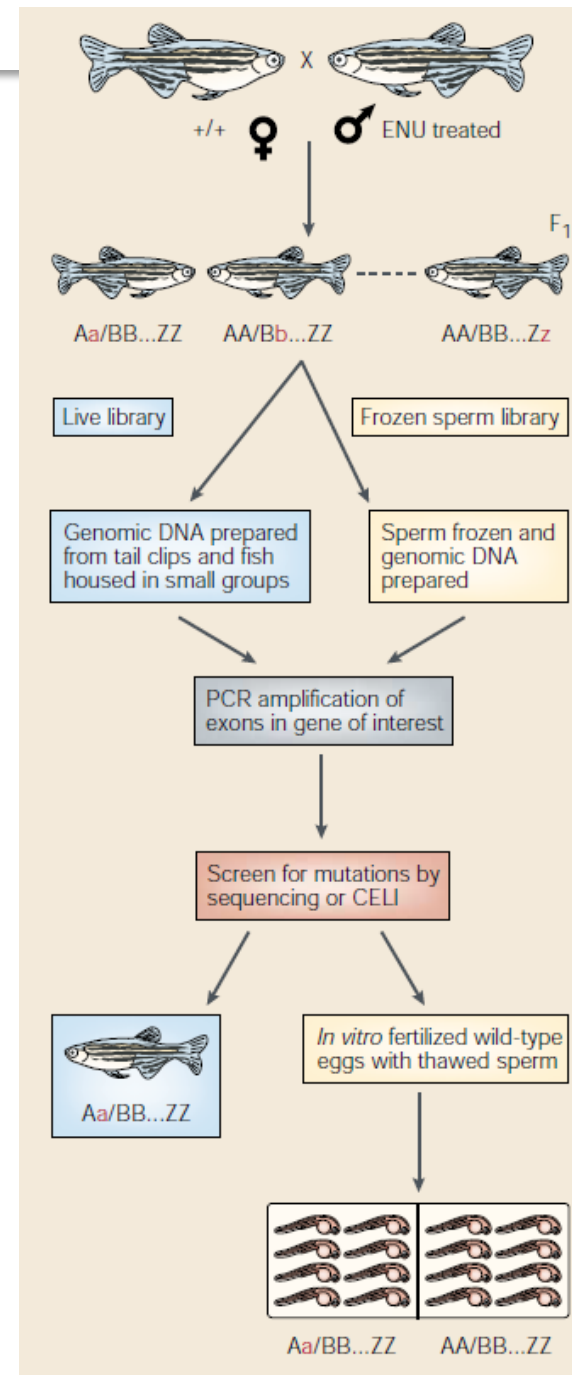 X
+/+ ♀ ♂ ENU treated
F1
Aa/BB...ZZ AA/Bb...ZZ AA/BB...Zz
Live library
Frozen sperm library
Genomic DNA prepared
from tail clips and fish
housed in small groups
Sperm frozen and
genomic DNA
prepared
PCR amplification of
exons in gene of interest
Screen for mutations by
sequencing or CELI
Aa/BB...ZZ
In vitro fertilized wild-type
eggs with thawed sperm
Aa/BB...ZZ AA/BB...ZZ